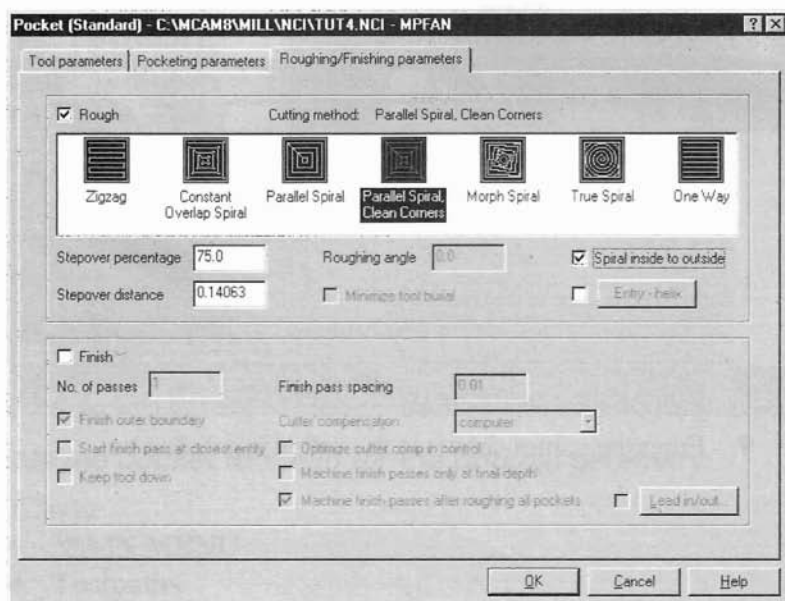 Pocket (Standard) - C:\MCAM8\MILL\NCI\TUT4.NCI - MPFAN
Tool parameters
Pocketing parameters
Roughing/Finishing parameters
Rough
Cutting method: Parallel Spiral, Clean Corners
Zigzag
Constant
Overlap Spiral
Parallel Spiral
Parallel Spiral,
Clean Corners
Morph Spiral
True Spiral
One Way
Stepover percentage 75.0
Roughing angle 0.0
Spiral inside to outside
Stepover distance 0.14063
Minimize tool burial
Entry - helix
Finish
No. of passes 1
Finish pass spacing 0.01
Finish outer boundary
Cutter compensation computer
Start finish pass at closest entity
Optimize cutter comp in control
Keep tool down
Machine finish passes only at final depth
Machine finish passes after roughing all pockets
Lead in/out...
OK
Cancel
Help